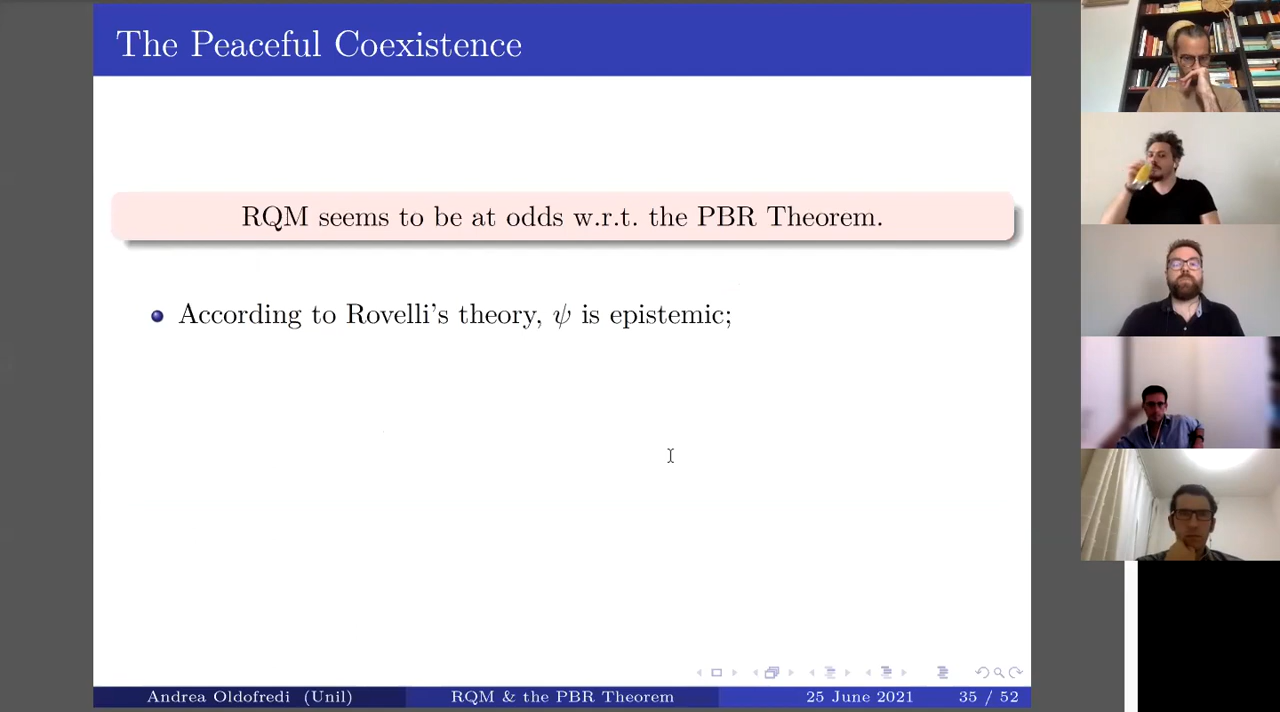 The Peaceful Coexistence
RQM seems to be at odds w.r.t. the PBR Theorem.
According to Rovelli's theory, ψ is epistemic;
Andrea Oldofredi (Unil) RQM & the PBR Theorem 25 June 2021 35 / 52